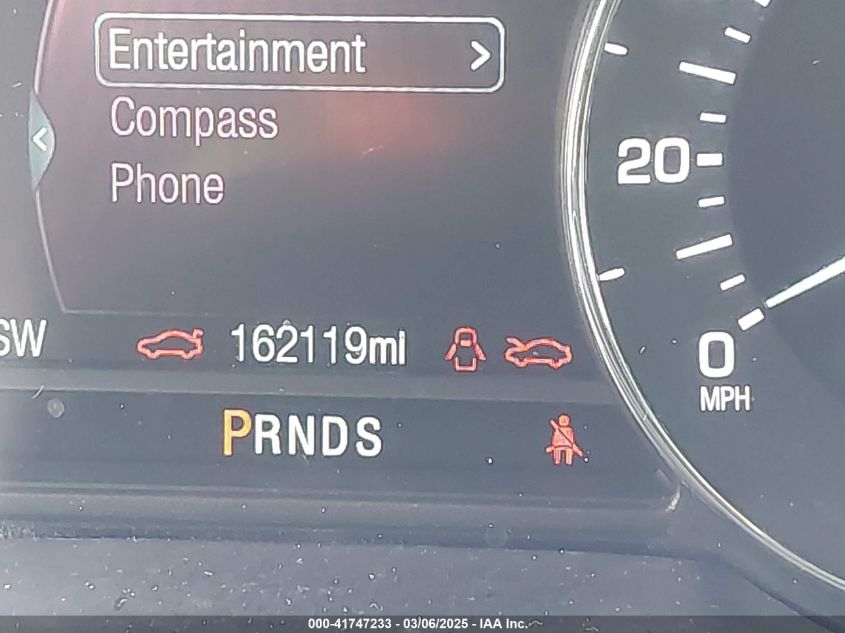 Entertainment >
Compass
<
Phone
20
SW
162119mi
0
MPH
PRNDS
000-41747233 - 03/06/2025 - IAA Inc.